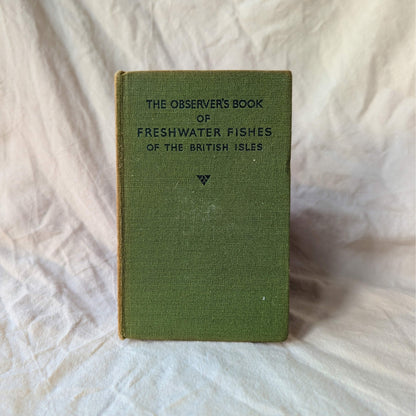 THE OBSERVER'S BOOK
OF
FRESHWATER FISHES
OF THE BRITISH ISLES